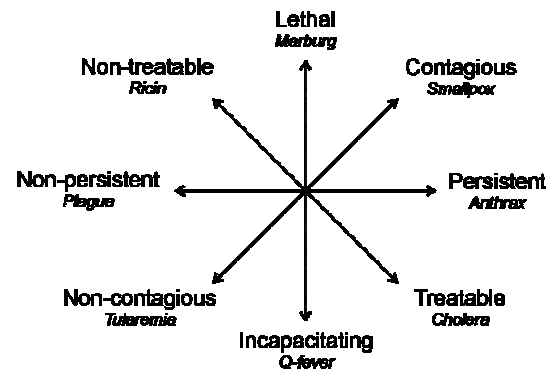 Lethal
Marburg
Non-treatable
Ricin
Contagious
Smallpox
Non-persistent
Plague
Persistent
Anthrax
Non-contagious
Tularemia
Treatable
Cholera
Incapacitating
Q-fever